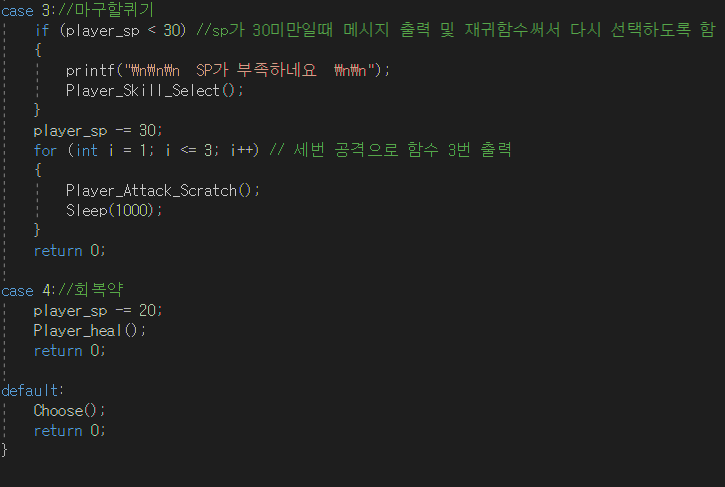 case 3://마구할퀴기
if (player_sp < 30) //sp가 30미만일때 메시지 출력 및 재귀함수써서 다시 선택하도록 함
{
printf("₩n₩n₩n  SP가 부족하네요  ₩n₩n");
Player_Skill_Select();
}
player_sp -= 30;
for (int i = 1; i <= 3; i++) // 세번 공격으로 함수 3번 출력
{
Player_Attack_Scratch();
Sleep(1000);
}
return 0;
case 4://회복약
player_sp -= 20;
Player_heal();
return 0;
default:
Choose();
return 0;
}